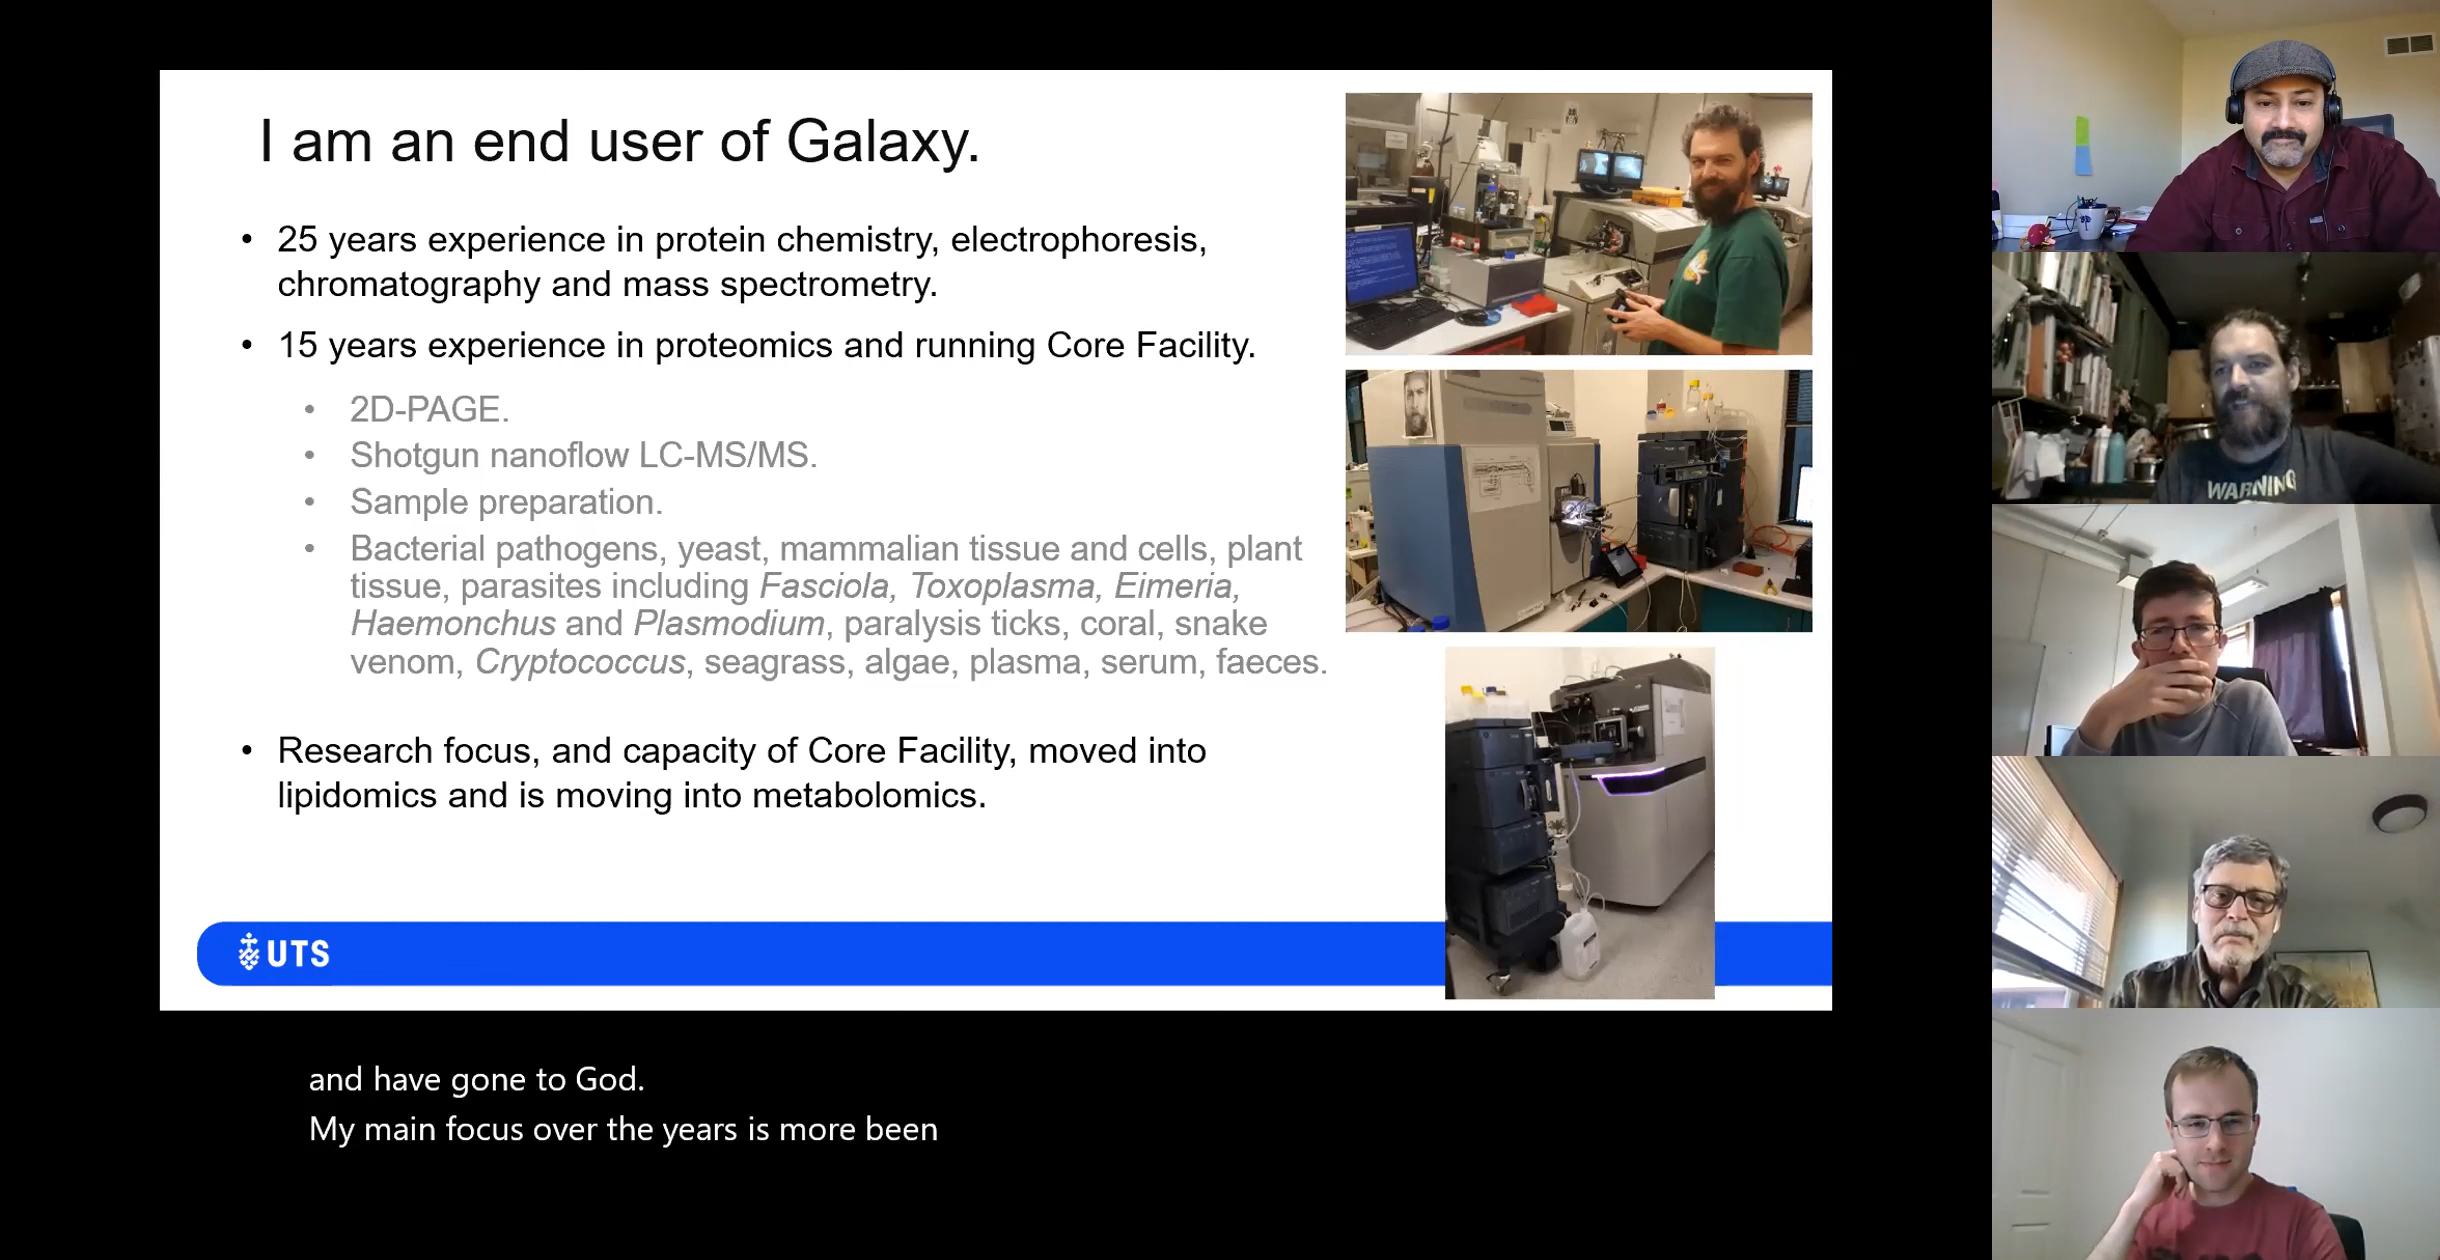 I am an end user of Galaxy.
• 25 years experience in protein chemistry, electrophoresis,
chromatography and mass spectrometry.
• 15 years experience in proteomics and running Core Facility.
• 2D-PAGE.
• Shotgun nanoflow LC-MS/MS.
• Sample preparation.
• Bacterial pathogens, yeast, mammalian tissue and cells, plant
tissue, parasites including Fasciola, Toxoplasma, Eimeria,
Haemonchus and Plasmodium, paralysis ticks, coral, snake
venom, Cryptococcus, seagrass, algae, plasma, serum, faeces.
• Research focus, and capacity of Core Facility, moved into
lipidomics and is moving into metabolomics.
UTS
and have gone to God.
My main focus over the years is more been
WARNING